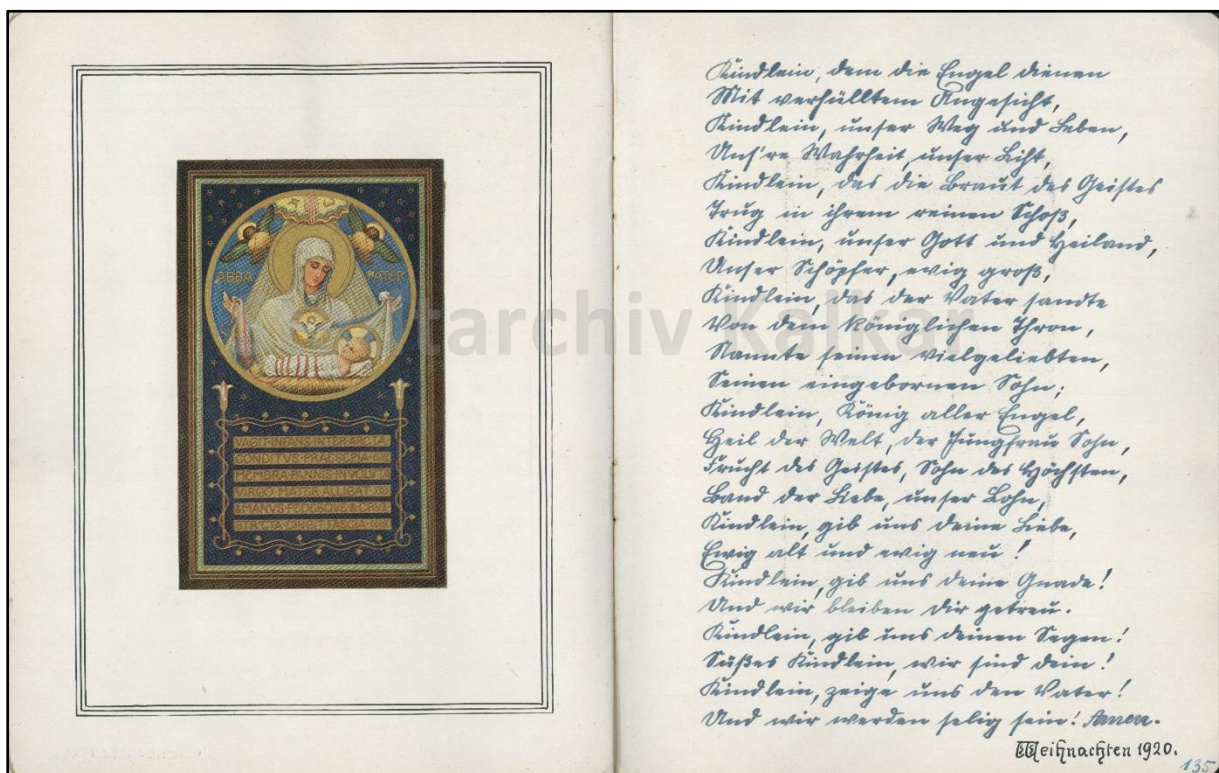 ABBA PATER
VAGIT INFANS INTER ARCTA
CONDITVS PRAESEPIA
MEMBRA PANNIS INVOLVTA
VIRGO MATER ALLIGAT
& MANVS PEDESQVE & CRVRA
STRICTA CINGIT FASCIA
Kindlein, dem die Engel dienen
Mit verhülltem Angesicht,
Kindlein, unser Weg und Leben,
Uns're Wahrheit, unser Licht,
Kindlein, das die Braut des Geistes
Trug in ihrem reinen Schoß,
Kindlein, unser Gott und Heiland,
Unser Schöpfer, ewig groß,
Kindlein, das der Vater sandte
Von dem königlichen Thron,
Nannte seinen vielgeliebten,
Seinen eingebornen Sohn;
Kindlein, König aller Engel,
Heil der Welt, der Jungfrau Sohn,
Frucht des Geistes, Sohn des Höchsten,
Band der Liebe, unser Lohn,
Kindlein, gib uns deine Liebe,
Ewig alt und ewig neu!
Kindlein, gib uns deine Gnade!
Und wir bleiben dir getreu.
Kindlein, gib uns deinen Segen!
Süßes Kindlein, wir sind dein!
Kindlein, zeige uns den Vater!
Und wir werden selig sein! Amen.
Weihnachten 1920.
135
tarchiv Kalkar